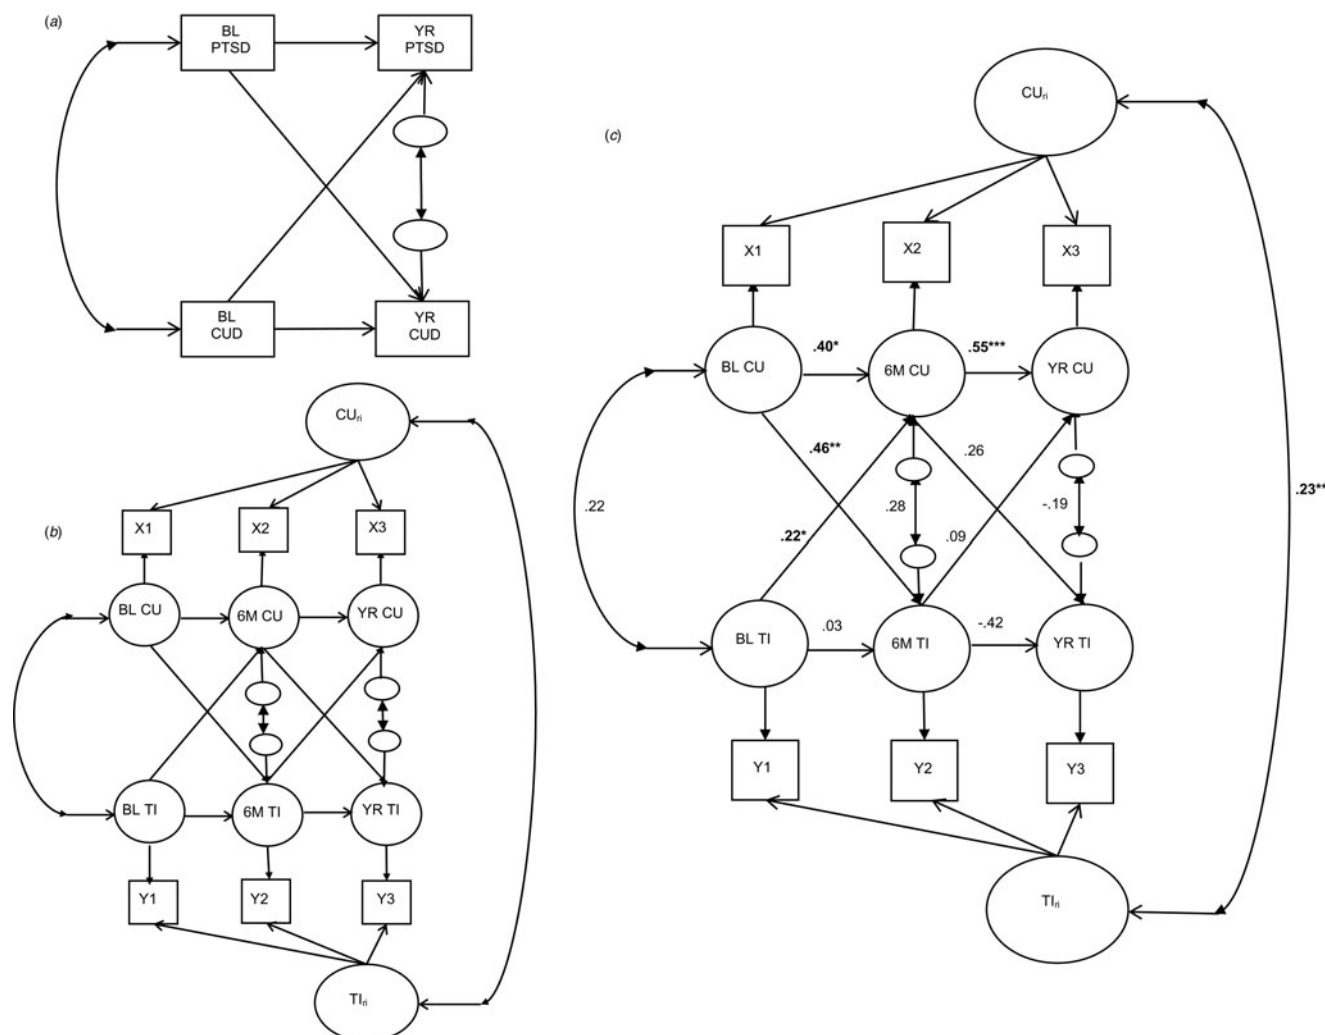 (a)
BL
PTSD
YR
PTSD
BL
CUD
YR
CUD
(b)
CUri
X1
X2
X3
BL CU
6M CU
YR CU
BL TI
6M TI
YR TI
Y1
Y2
Y3
TIri
(c)
CUri
X1
X2
X3
BL CU
.40*
6M CU
.55***
YR CU
.22
.46**
.26
.28
-.19
.23**
.22*
.09
BL TI
.03
6M TI
-.42
YR TI
Y1
Y2
Y3
TIri